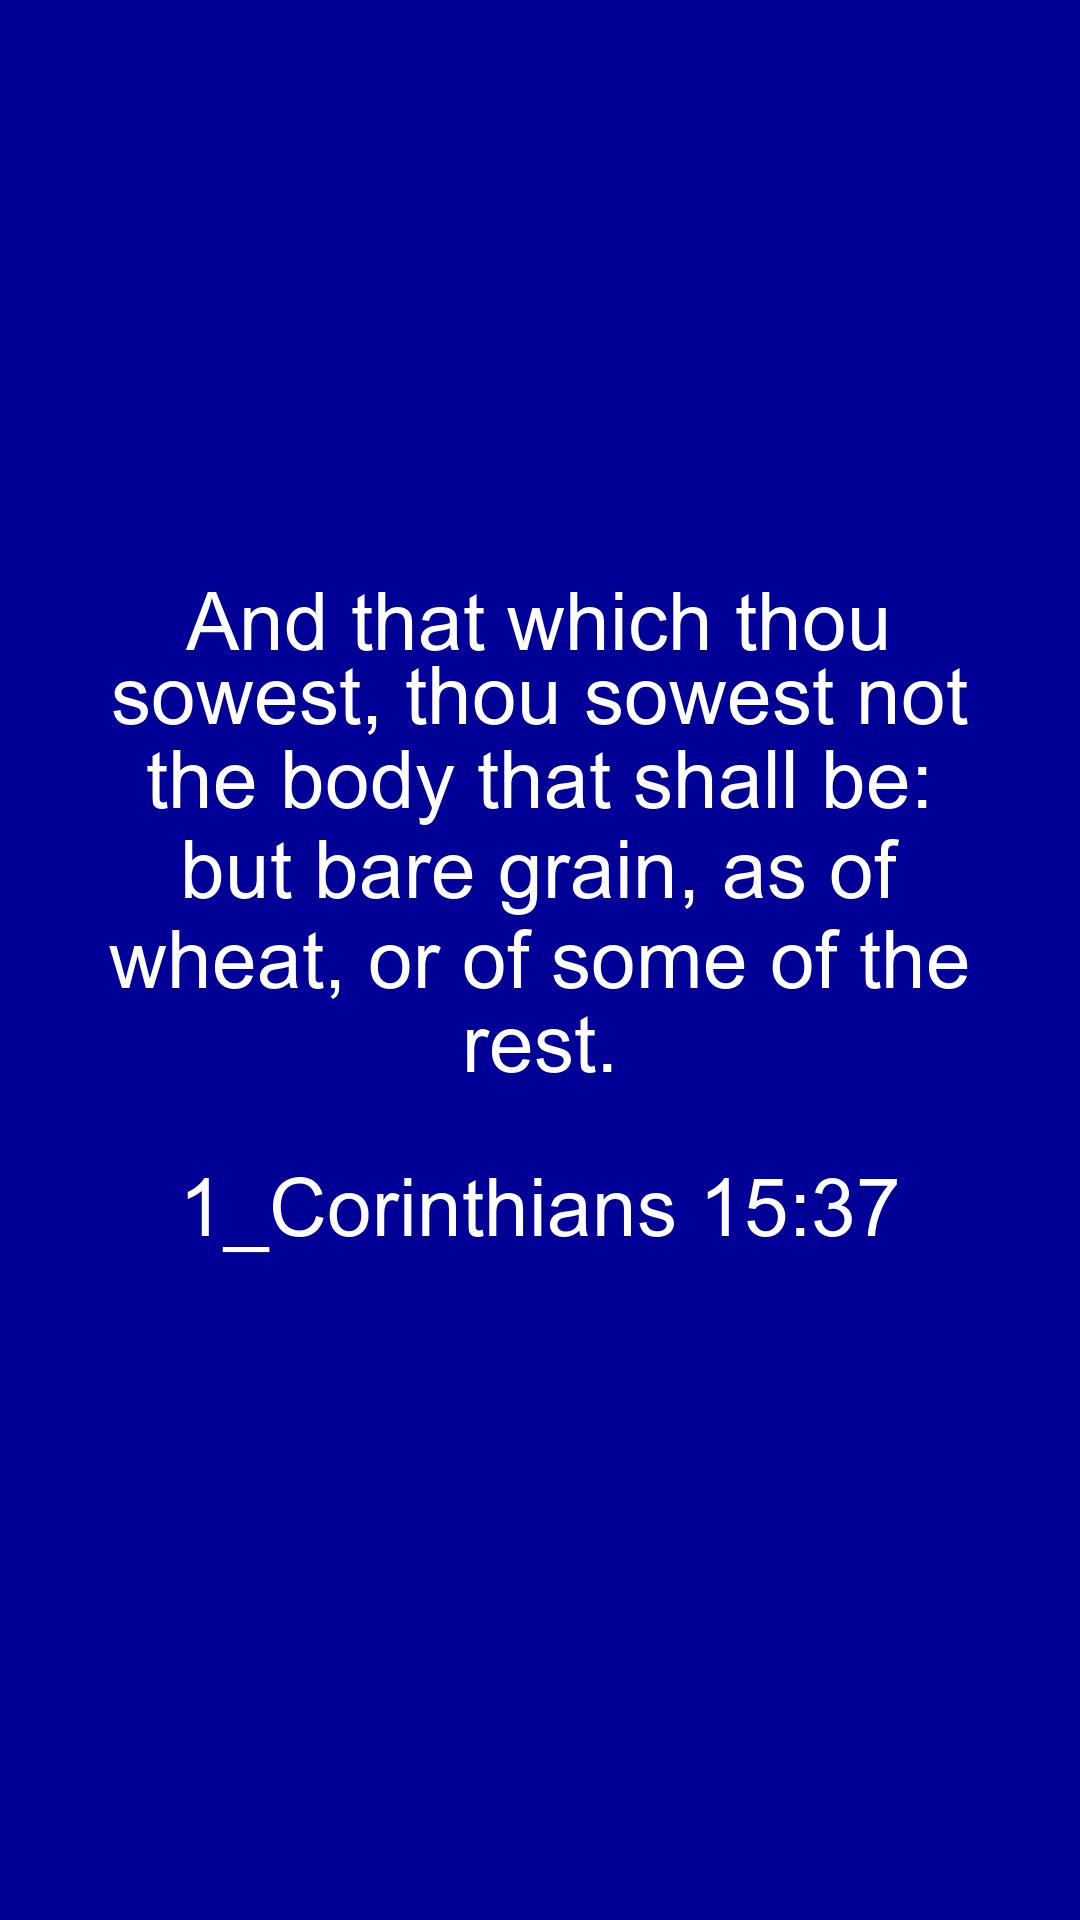 And that which thou
sowest, thou sowest not
the body that shall be:
but bare grain, as of
wheat, or of some of the
rest.
1_Corinthians 15:37